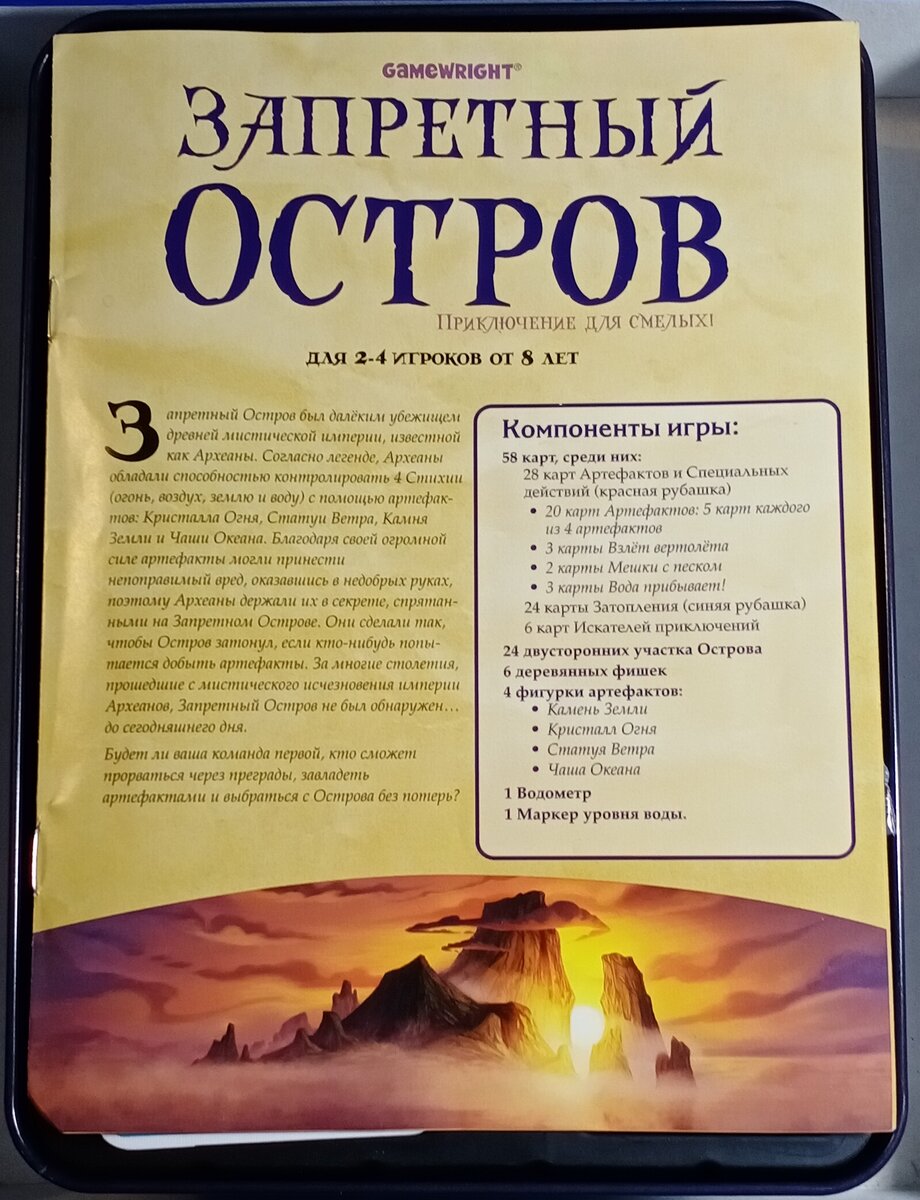 GAMEWRIGHT®
ЗАПРЕТНЫЙ
ОСТРОВ
ПРИКЛЮЧЕНИЕ ДЛЯ СМЕЛЫХ!
ДЛЯ 2-4 ИГРОКОВ ОТ 8 ЛЕТ
Запретный Остров был далёким убежищем
древней мистической империи, известной
как Археаны. Согласно легенде, Археаны
обладали способностью контролировать 4 Стихии
(огонь, воздух, землю и воду) с помощью артефак-
тов: Кристалла Огня, Статуи Ветра, Камня
Земли и Чаши Океана. Благодаря своей огромной
силе артефакты могли принести
непоправимый вред, оказавшись в недобрых руках,
поэтому Археаны держали их в секрете, спрятан-
ными на Запретном Острове. Они сделали так,
чтобы Остров затонул, если кто-нибудь попы-
тается добыть артефакты. За многие столетия,
прошедшие с мистического исчезновения империи
Археанов, Запретный Остров не был обнаружен…
до сегодняшнего дня.
Будет ли ваша команда первой, кто сможет
прорваться через преграды, завладеть
артефактами и выбраться с Острова без потерь?
Компоненты игры:
58 карт, среди них:
28 карт Артефактов и Специальных
действий (красная рубашка)
• 20 карт Артефактов: 5 карт каждого
из 4 артефактов
• 3 карты Взлёт вертолёта
• 2 карты Мешки с песком
• 3 карты Вода прибывает!
24 карты Затопления (синяя рубашка)
6 карт Искателей приключений
24 двусторонних участка Острова
6 деревянных фишек
4 фигурки артефактов:
• Камень Земли
• Кристалл Огня
• Статуя Ветра
• Чаша Океана
1 Водометр
1 Маркер уровня воды.